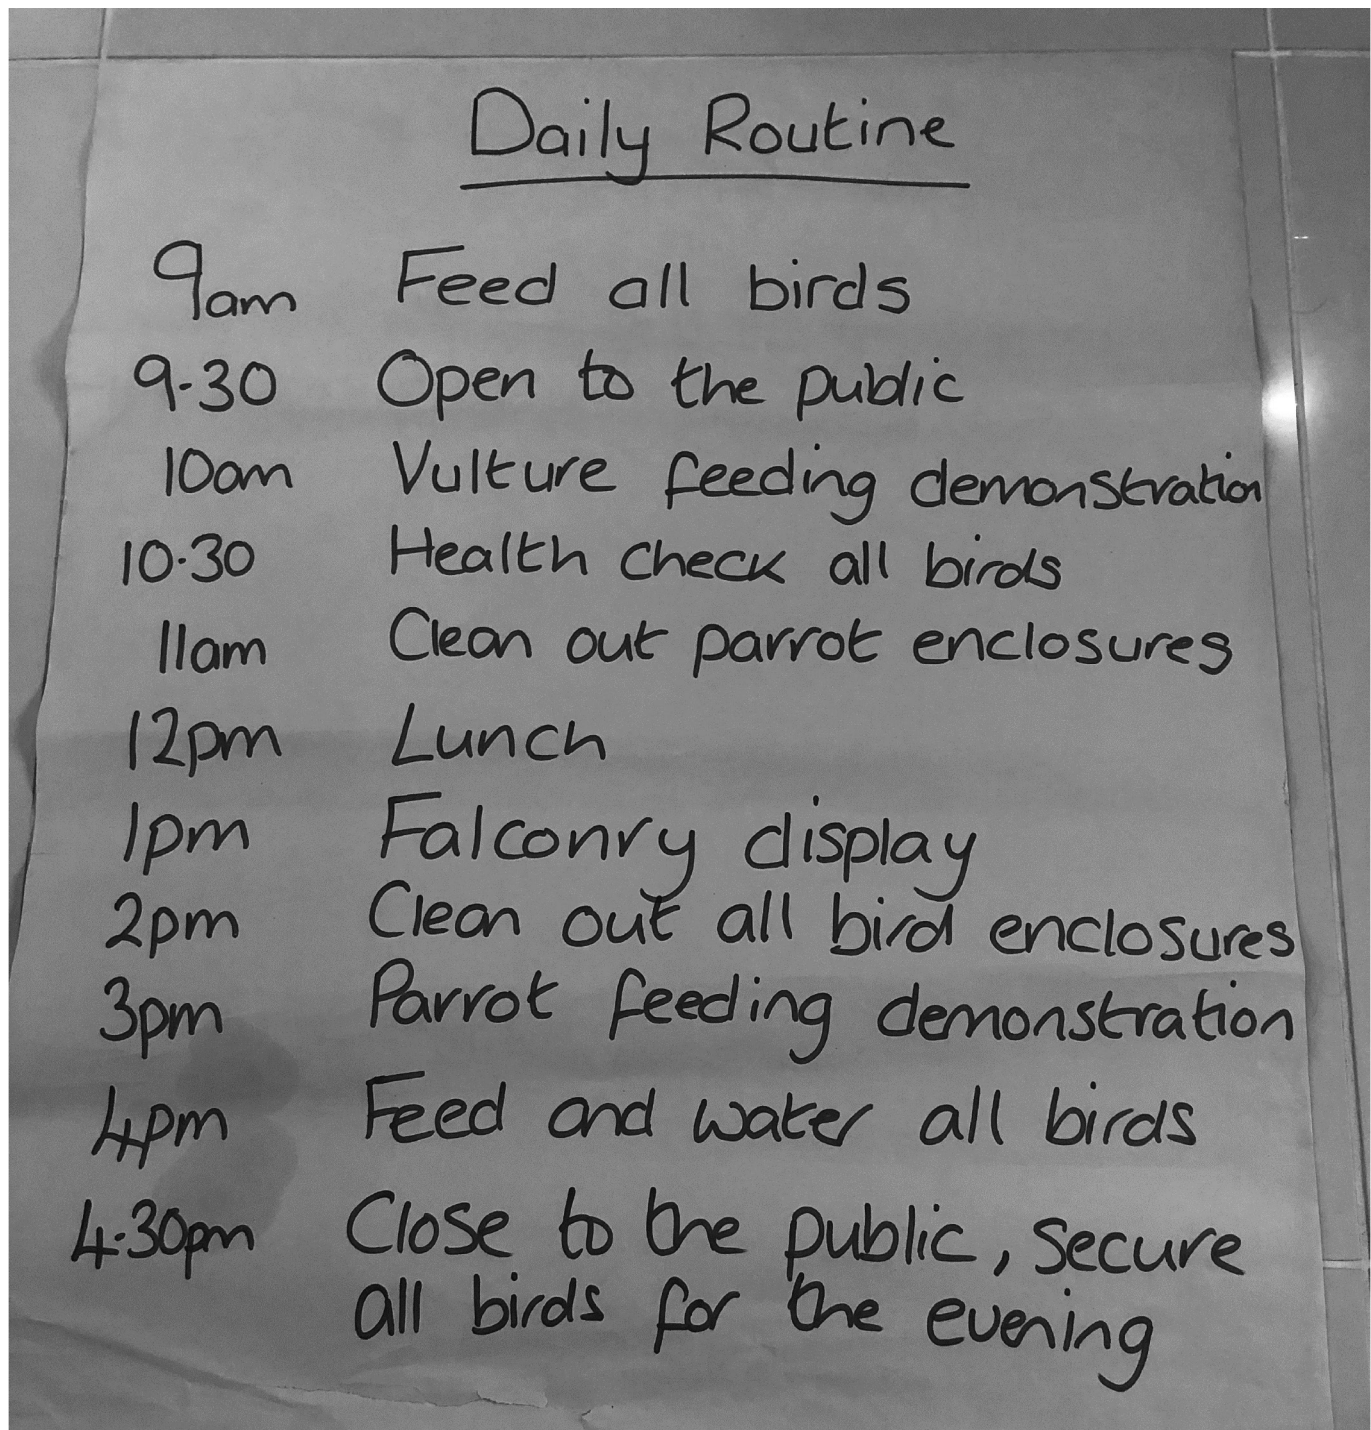 Daily Routine
9am Feed all birds
9.30 Open to the public
10am Vulture feeding demonstration
10.30 Health check all birds
11am Clean out parrot enclosures
12pm Lunch
1pm Falconry display
2pm Clean out all bird enclosures
3pm Parrot feeding demonstration
4pm Feed and water all birds
4.30pm Close to the public, secure
all birds for the evening